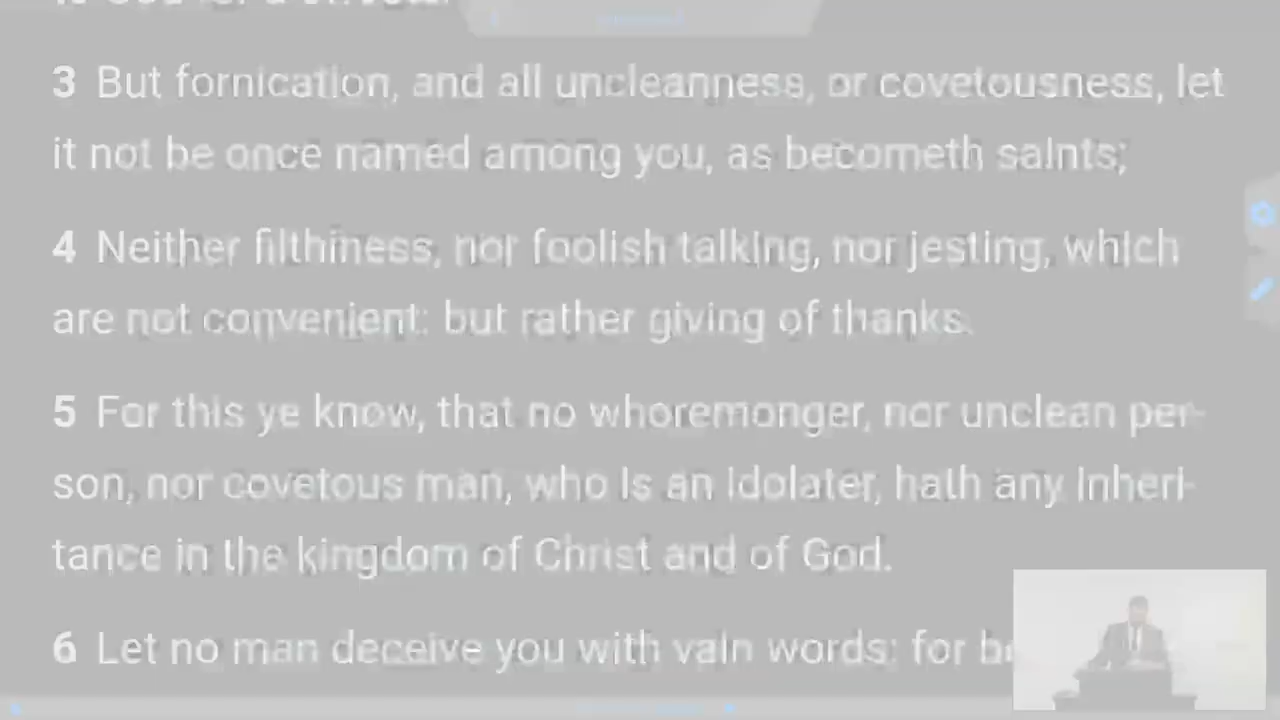 3 But fornication, and all uncleanness, or covetousness, let
it not be once named among you, as becometh saints;
4 Neither filthiness, nor foolish talking, nor jesting, which
are not convenient: but rather giving of thanks.
5 For this ye know, that no whoremonger, nor unclean per-
son, nor covetous man, who is an idolater, hath any inheri-
tance in the kingdom of Christ and of God.
6 Let no man deceive you with vain words: for